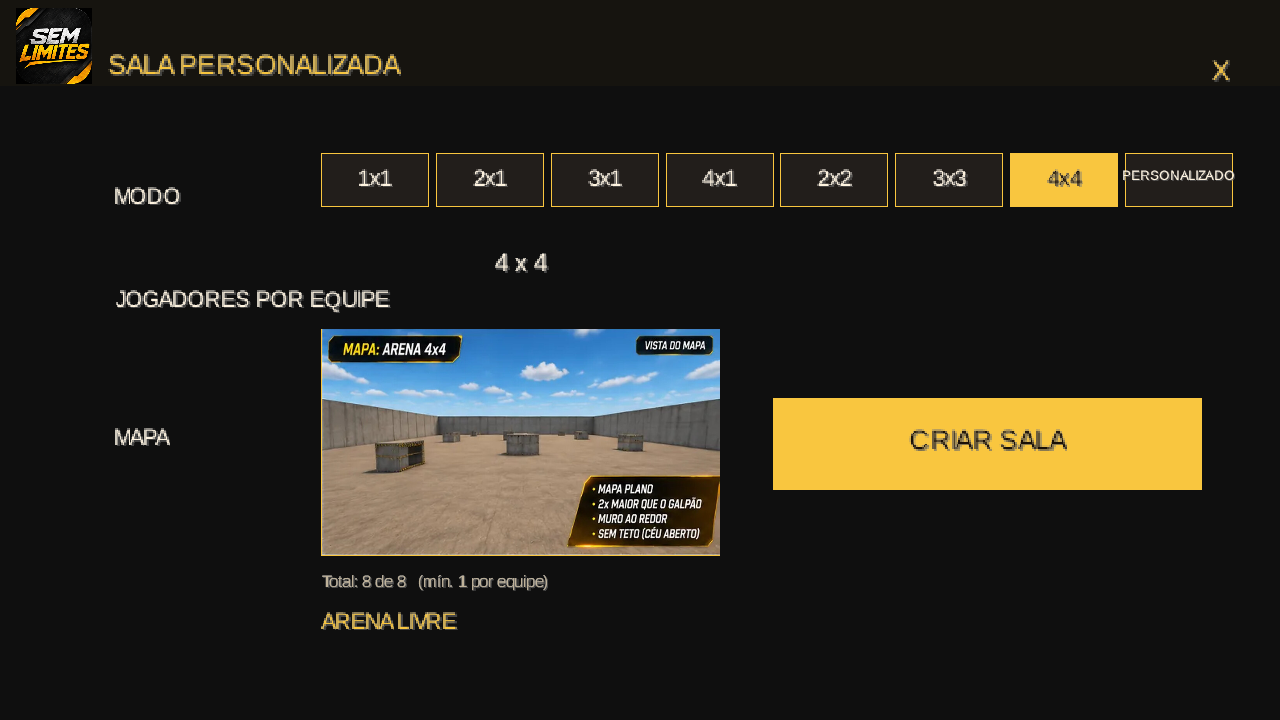 SEM
LIMITES
SALA PERSONALIZADA
X
MODO
1x1
2x1
3x1
4x1
2x2
3x3
4x4
PERSONALIZADO
4 x 4
JOGADORES POR EQUIPE
MAPA: ARENA 4x4
VISTA DO MAPA
MAPA
• MAPA PLANO
• 2x MAIOR QUE O GALPÃO
• MURO AO REDOR
• SEM TETO (CÉU ABERTO)
CRIAR SALA
Total: 8 de 8 (mín. 1 por equipe)
ARENA LIVRE